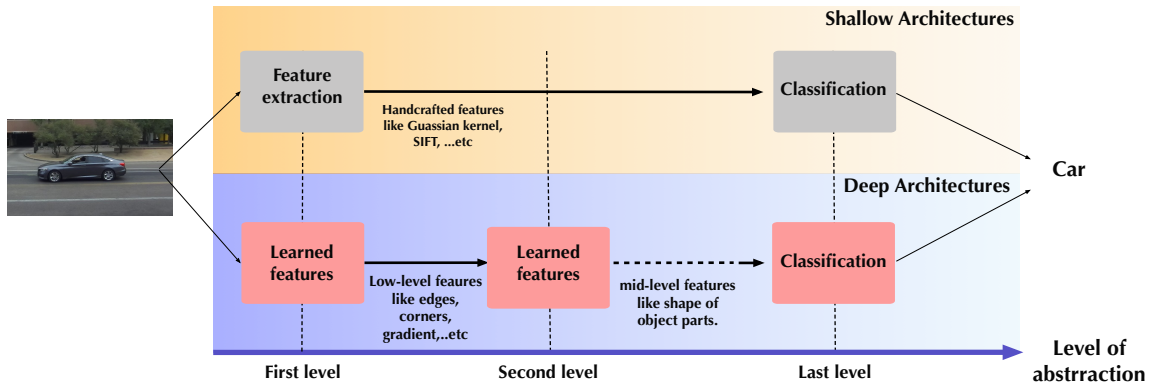 Shallow Architectures
Feature
extraction
Handcrafted features
like Guassian kernel,
SIFT, ...etc
Classification
Car
Deep Architectures
Learned
features
Low-level feaures
like edges,
corners,
gradient,..etc
Learned
features
mid-level features
like shape of
object parts.
Classification
First level
Second level
Last level
Level of
abstrraction